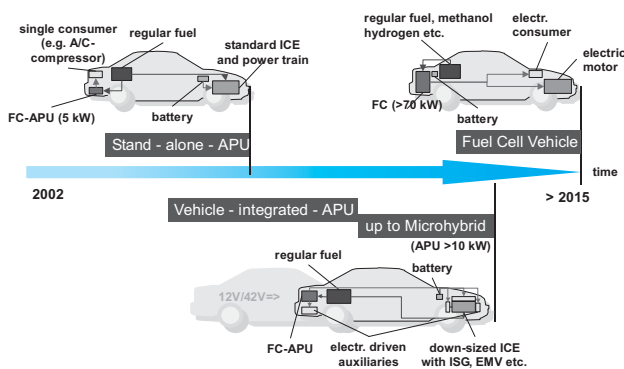 single consumer
(e.g. A/C-
compressor)
regular fuel
standard ICE
and power train
FC-APU (5 kW)
battery
regular fuel, methanol
hydrogen etc.
electr.
consumer
electric
motor
FC (>70 kW)
battery
Stand - alone - APU
Fuel Cell Vehicle
time
2002
> 2015
Vehicle - integrated - APU
up to Microhybrid
(APU >10 kW)
regular fuel
battery
12V/42V=>
FC-APU
electr. driven
auxiliaries
down-sized ICE
with ISG, EMV etc.